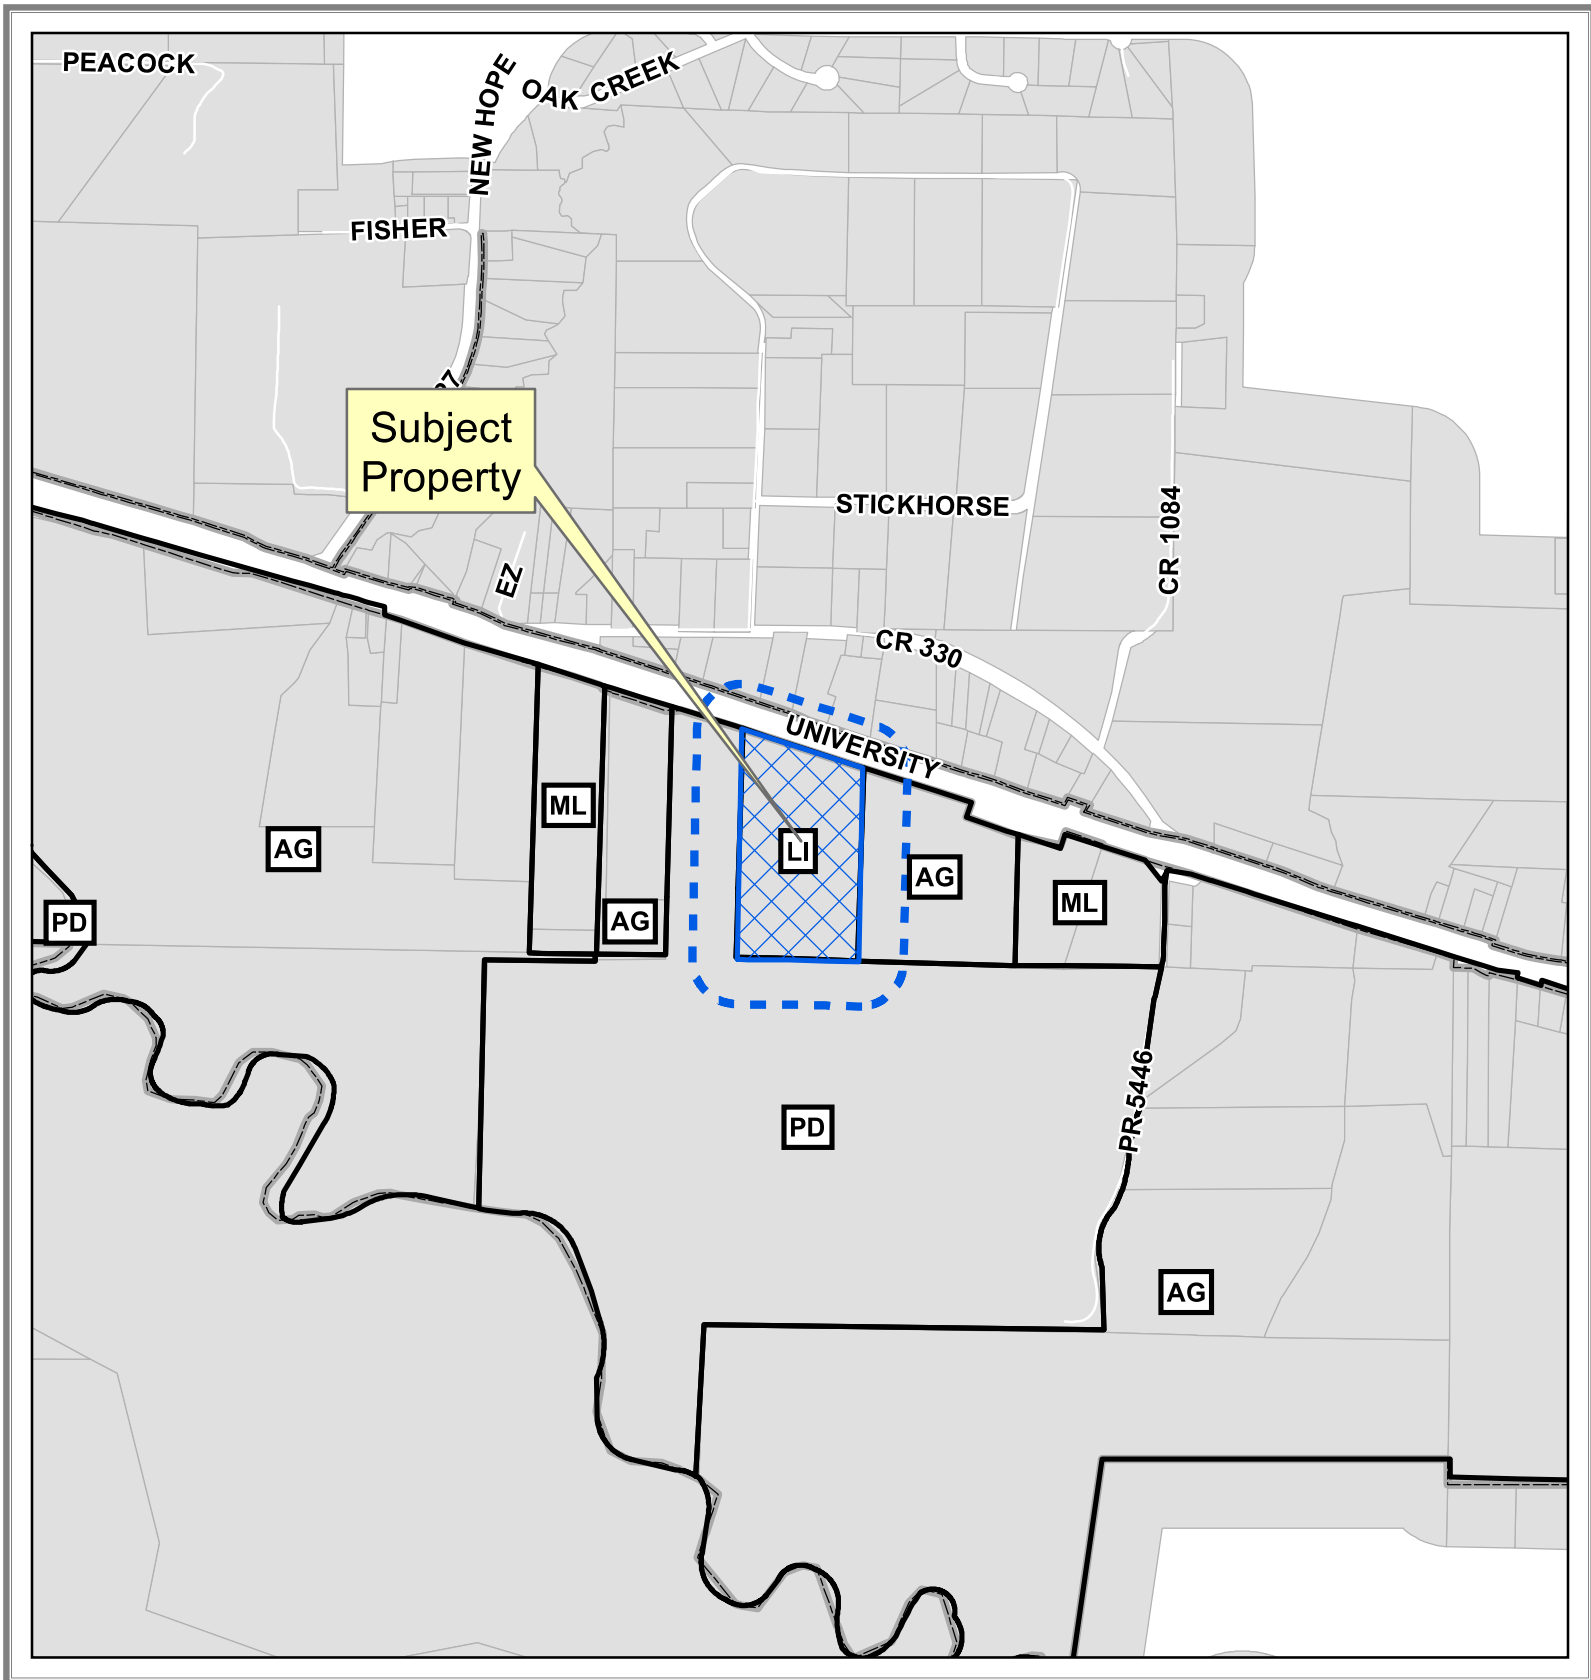 PEACOCK
NEW HOPE
OAK CREEK
FISHER
Subject
Property
STICKHORSE
CR 1084
EZ
CR 330
UNIVERSITY
ML
AG
LI
AG
ML
AG
PD
PD
PR 5446
AG